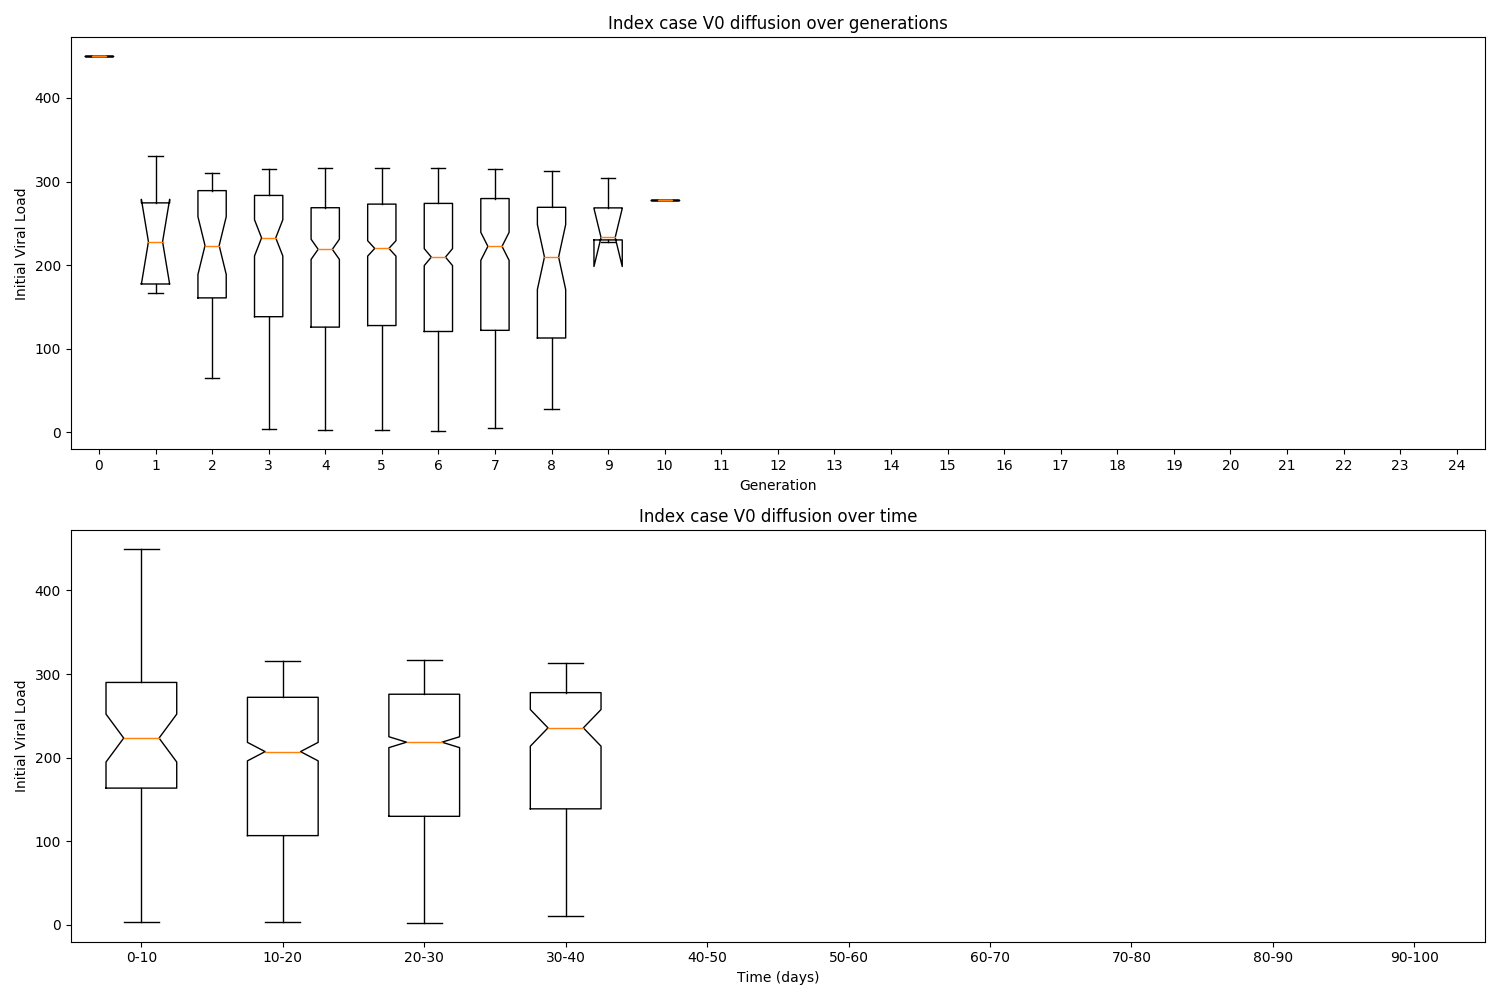 Index case V0 diffusion over generations
Initial Viral Load
400
300
200
100
0
0 1 2 3 4 5 6 7 8 9 10 11 12 13 14 15 16 17 18 19 20 21 22 23 24
Generation
Index case V0 diffusion over time
Initial Viral Load
400
300
200
100
0
0-10 10-20 20-30 30-40 40-50 50-60 60-70 70-80 80-90 90-100
Time (days)